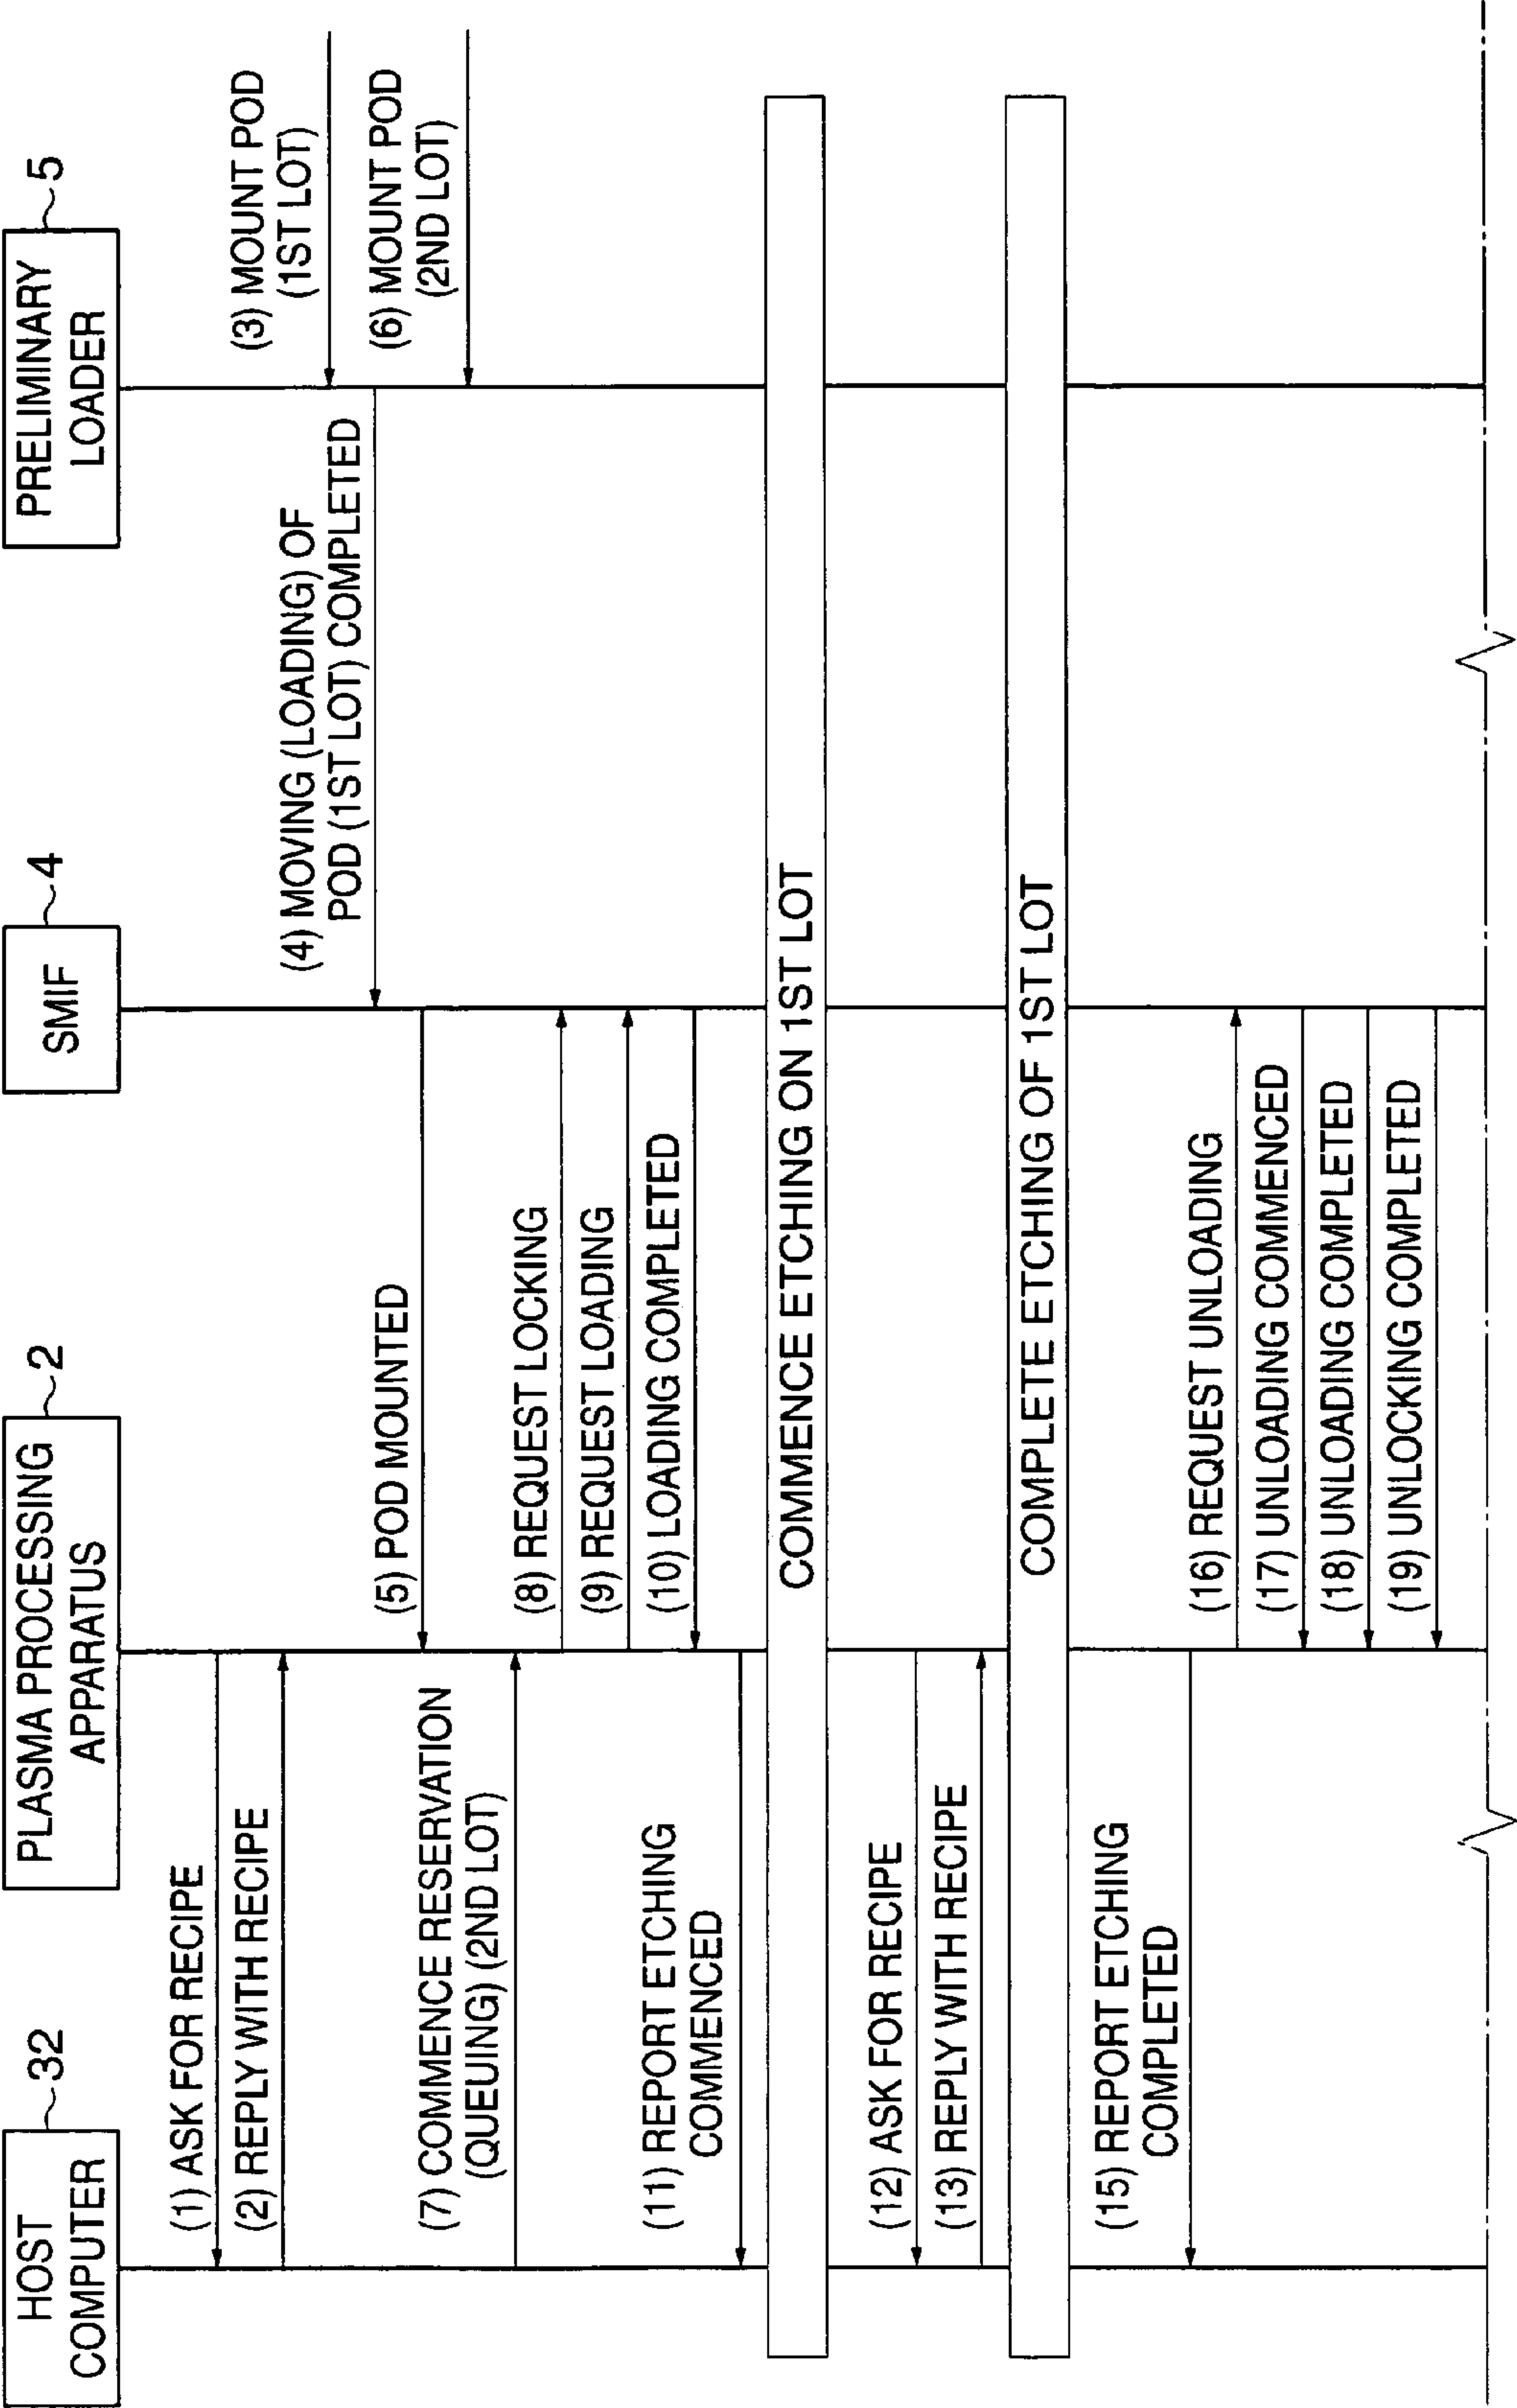 HOST
COMPUTER
32
PLASMA PROCESSING
APPARATUS
2
SMIF
4
PRELIMINARY
LOADER
5
(1) ASK FOR RECIPE
(2) REPLY WITH RECIPE
(3) MOUNT POD
(1ST LOT)
(4) MOVING (LOADING) OF
POD (1ST LOT) COMPLETED
(5) POD MOUNTED
(6) MOUNT POD
(2ND LOT)
(7) COMMENCE RESERVATION
(QUEUING) (2ND LOT)
(8) REQUEST LOCKING
(9) REQUEST LOADING
(10) LOADING COMPLETED
(11) REPORT ETCHING
COMMENCED
COMMENCE ETCHING ON 1ST LOT
(12) ASK FOR RECIPE
(13) REPLY WITH RECIPE
COMPLETE ETCHING OF 1ST LOT
(15) REPORT ETCHING
COMPLETED
(16) REQUEST UNLOADING
(17) UNLOADING COMMENCED
(18) UNLOADING COMPLETED
(19) UNLOCKING COMPLETED